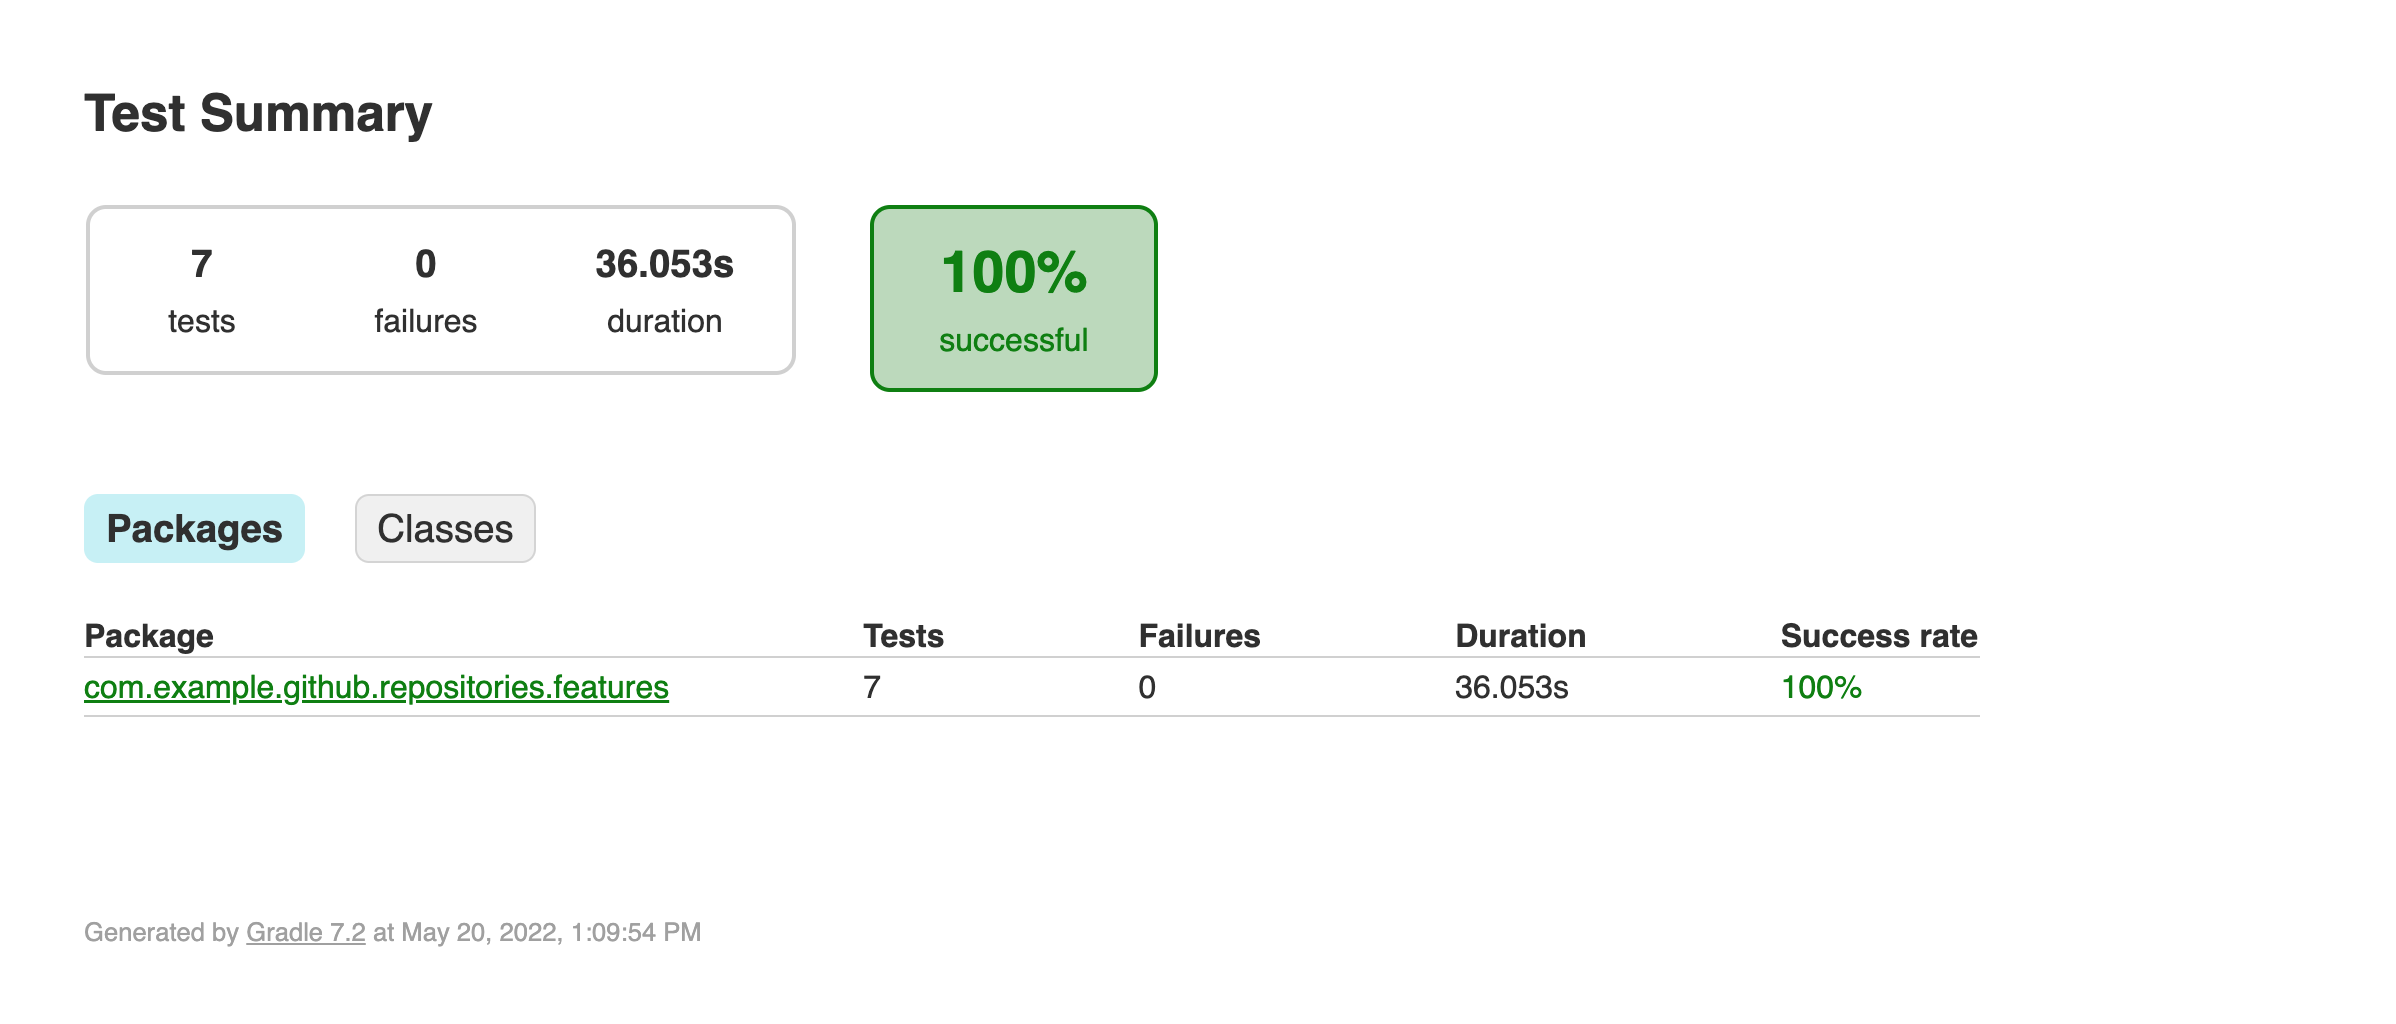 Test Summary
7 0 36.053s
tests failures duration
100%
successful
Packages Classes
Package Tests Failures Duration Success rate
com.example.github.repositories.features 7 0 36.053s 100%
Generated by Gradle 7.2 at May 20, 2022, 1:09:54 PM